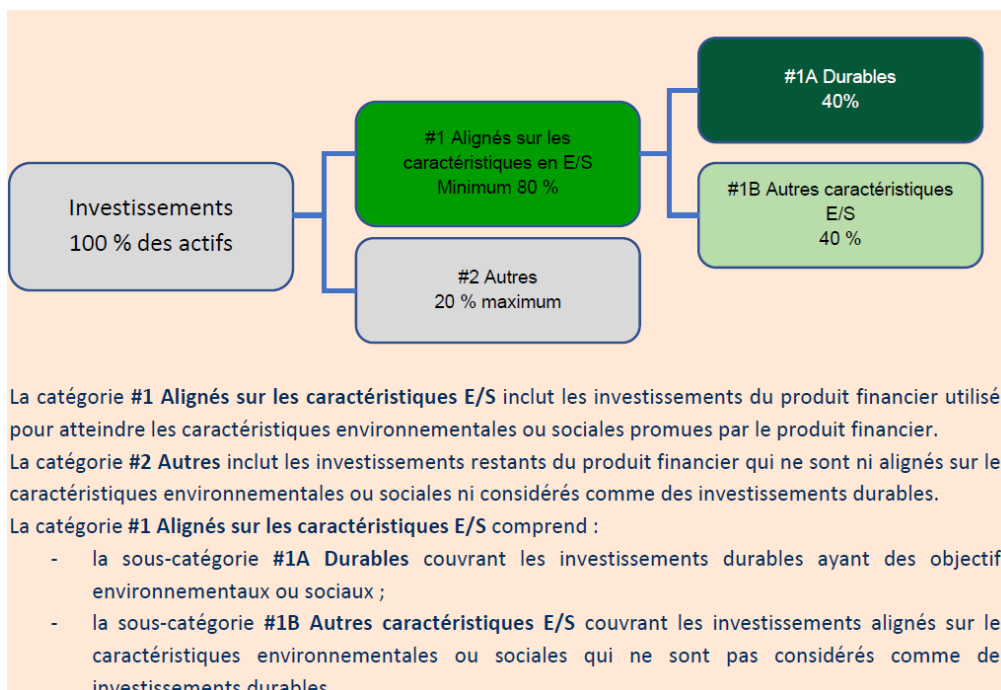 #1A Durables
40%
#1 Alignés sur les
caractéristiques en E/S
Minimum 80 %
#1B Autres caractéristiques
E/S
40 %
Investissements
100 % des actifs
#2 Autres
20 % maximum
La catégorie #1 Alignés sur les caractéristiques E/S inclut les investissements du produit financier utilisé
pour atteindre les caractéristiques environnementales ou sociales promues par le produit financier.
La catégorie #2 Autres inclut les investissements restants du produit financier qui ne sont ni alignés sur le
caractéristiques environnementales ou sociales ni considérés comme des investissements durables.
La catégorie #1 Alignés sur les caractéristiques E/S comprend :
- la sous-catégorie #1A Durables couvrant les investissements durables ayant des objectif
environnementaux ou sociaux ;
- la sous-catégorie #1B Autres caractéristiques E/S couvrant les investissements alignés sur le
caractéristiques environnementales ou sociales qui ne sont pas considérés comme de
investissements durables